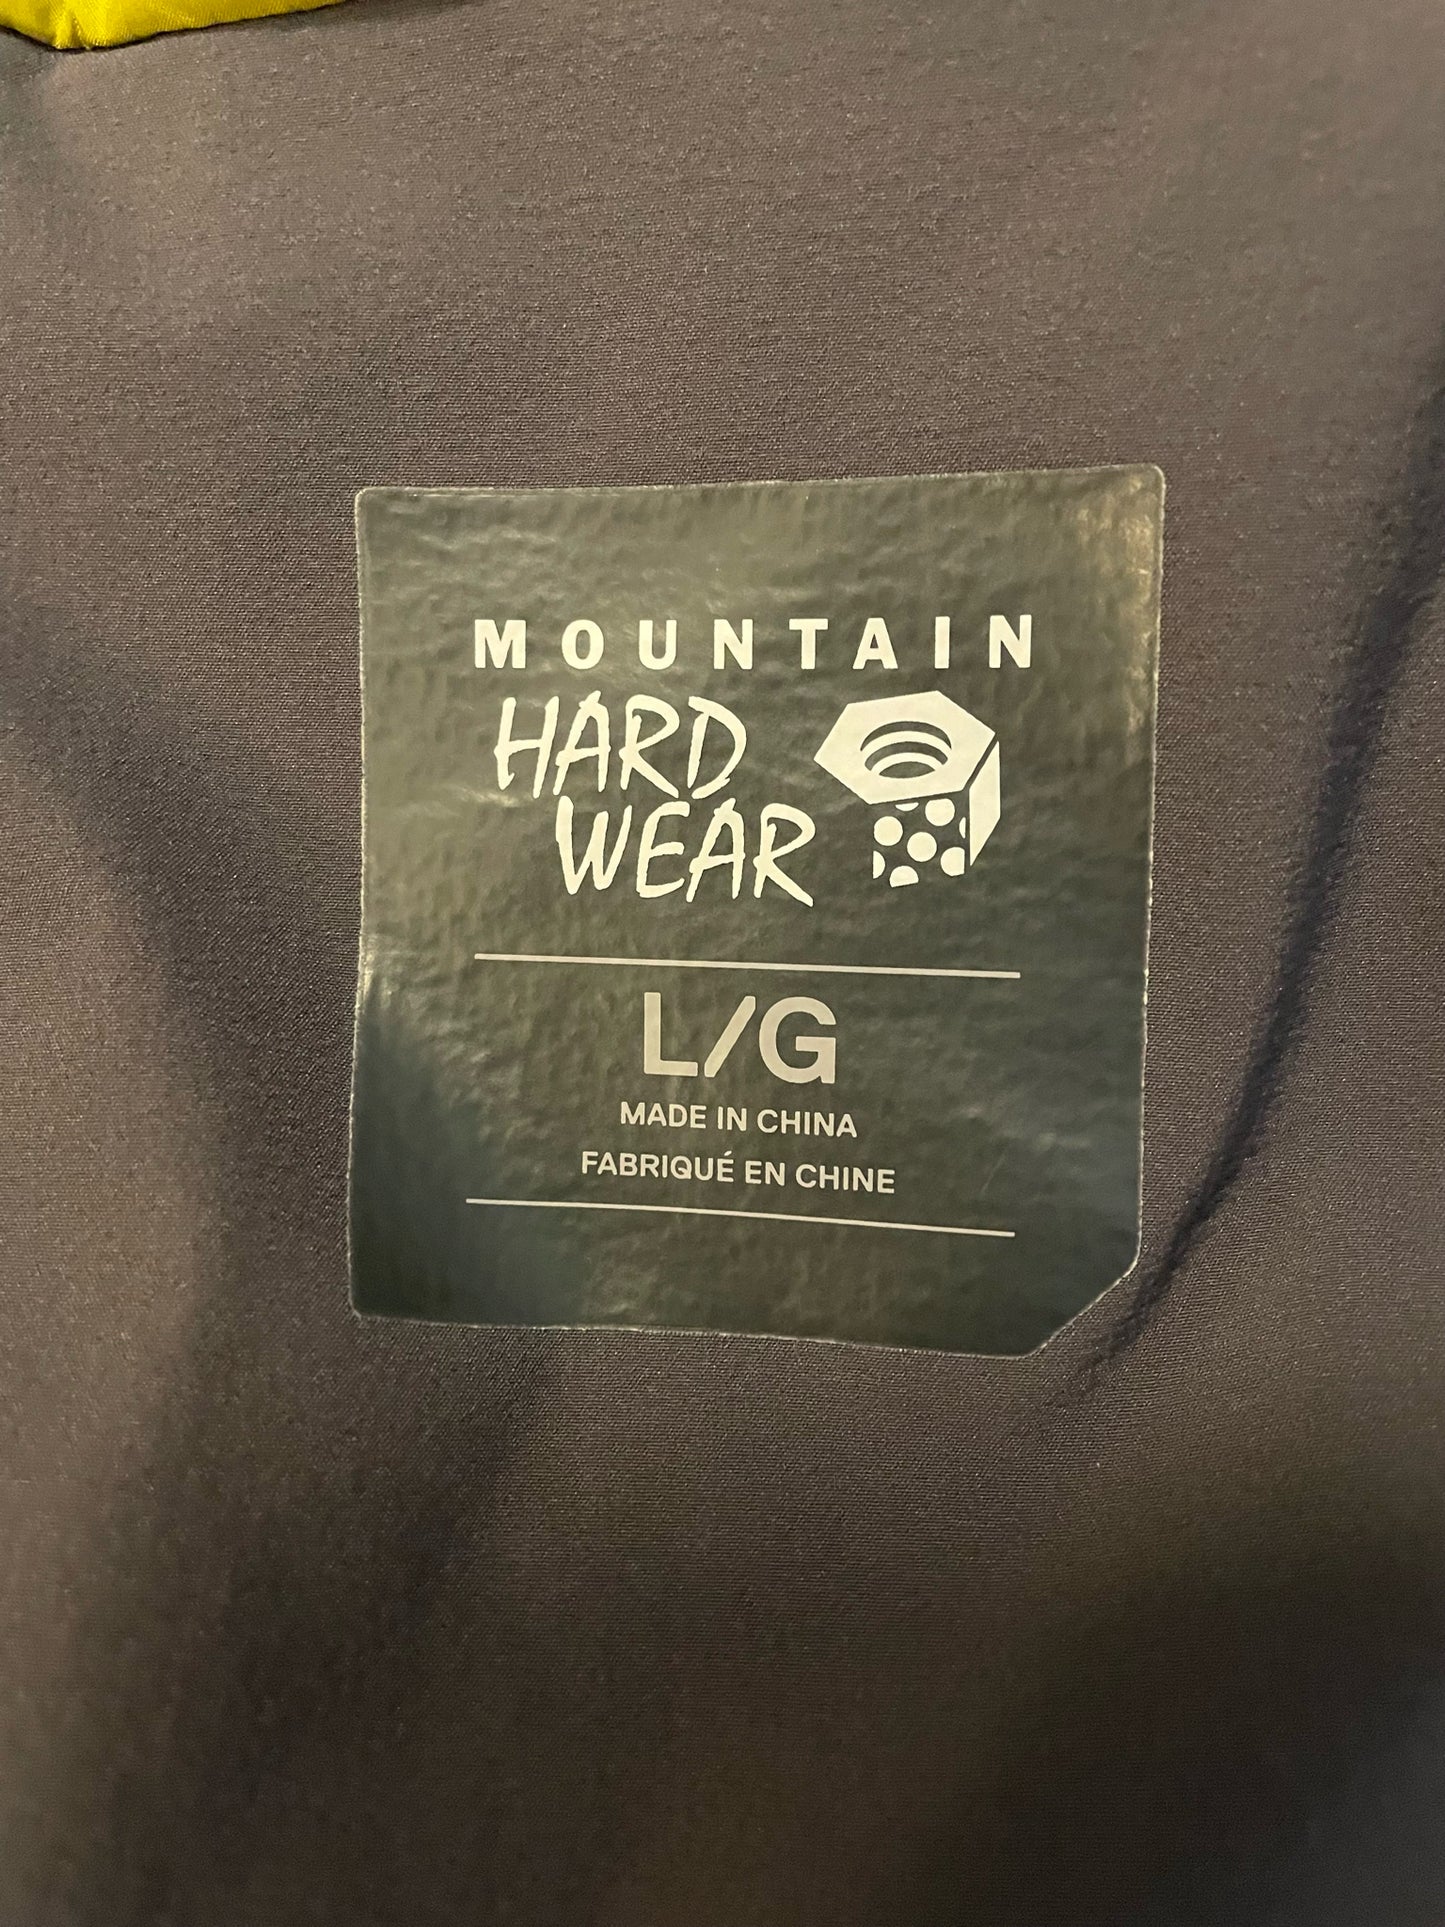 MOUNTAIN
HARD
WEAR
L/G
MADE IN CHINA
FABRIQUÉ EN CHINE